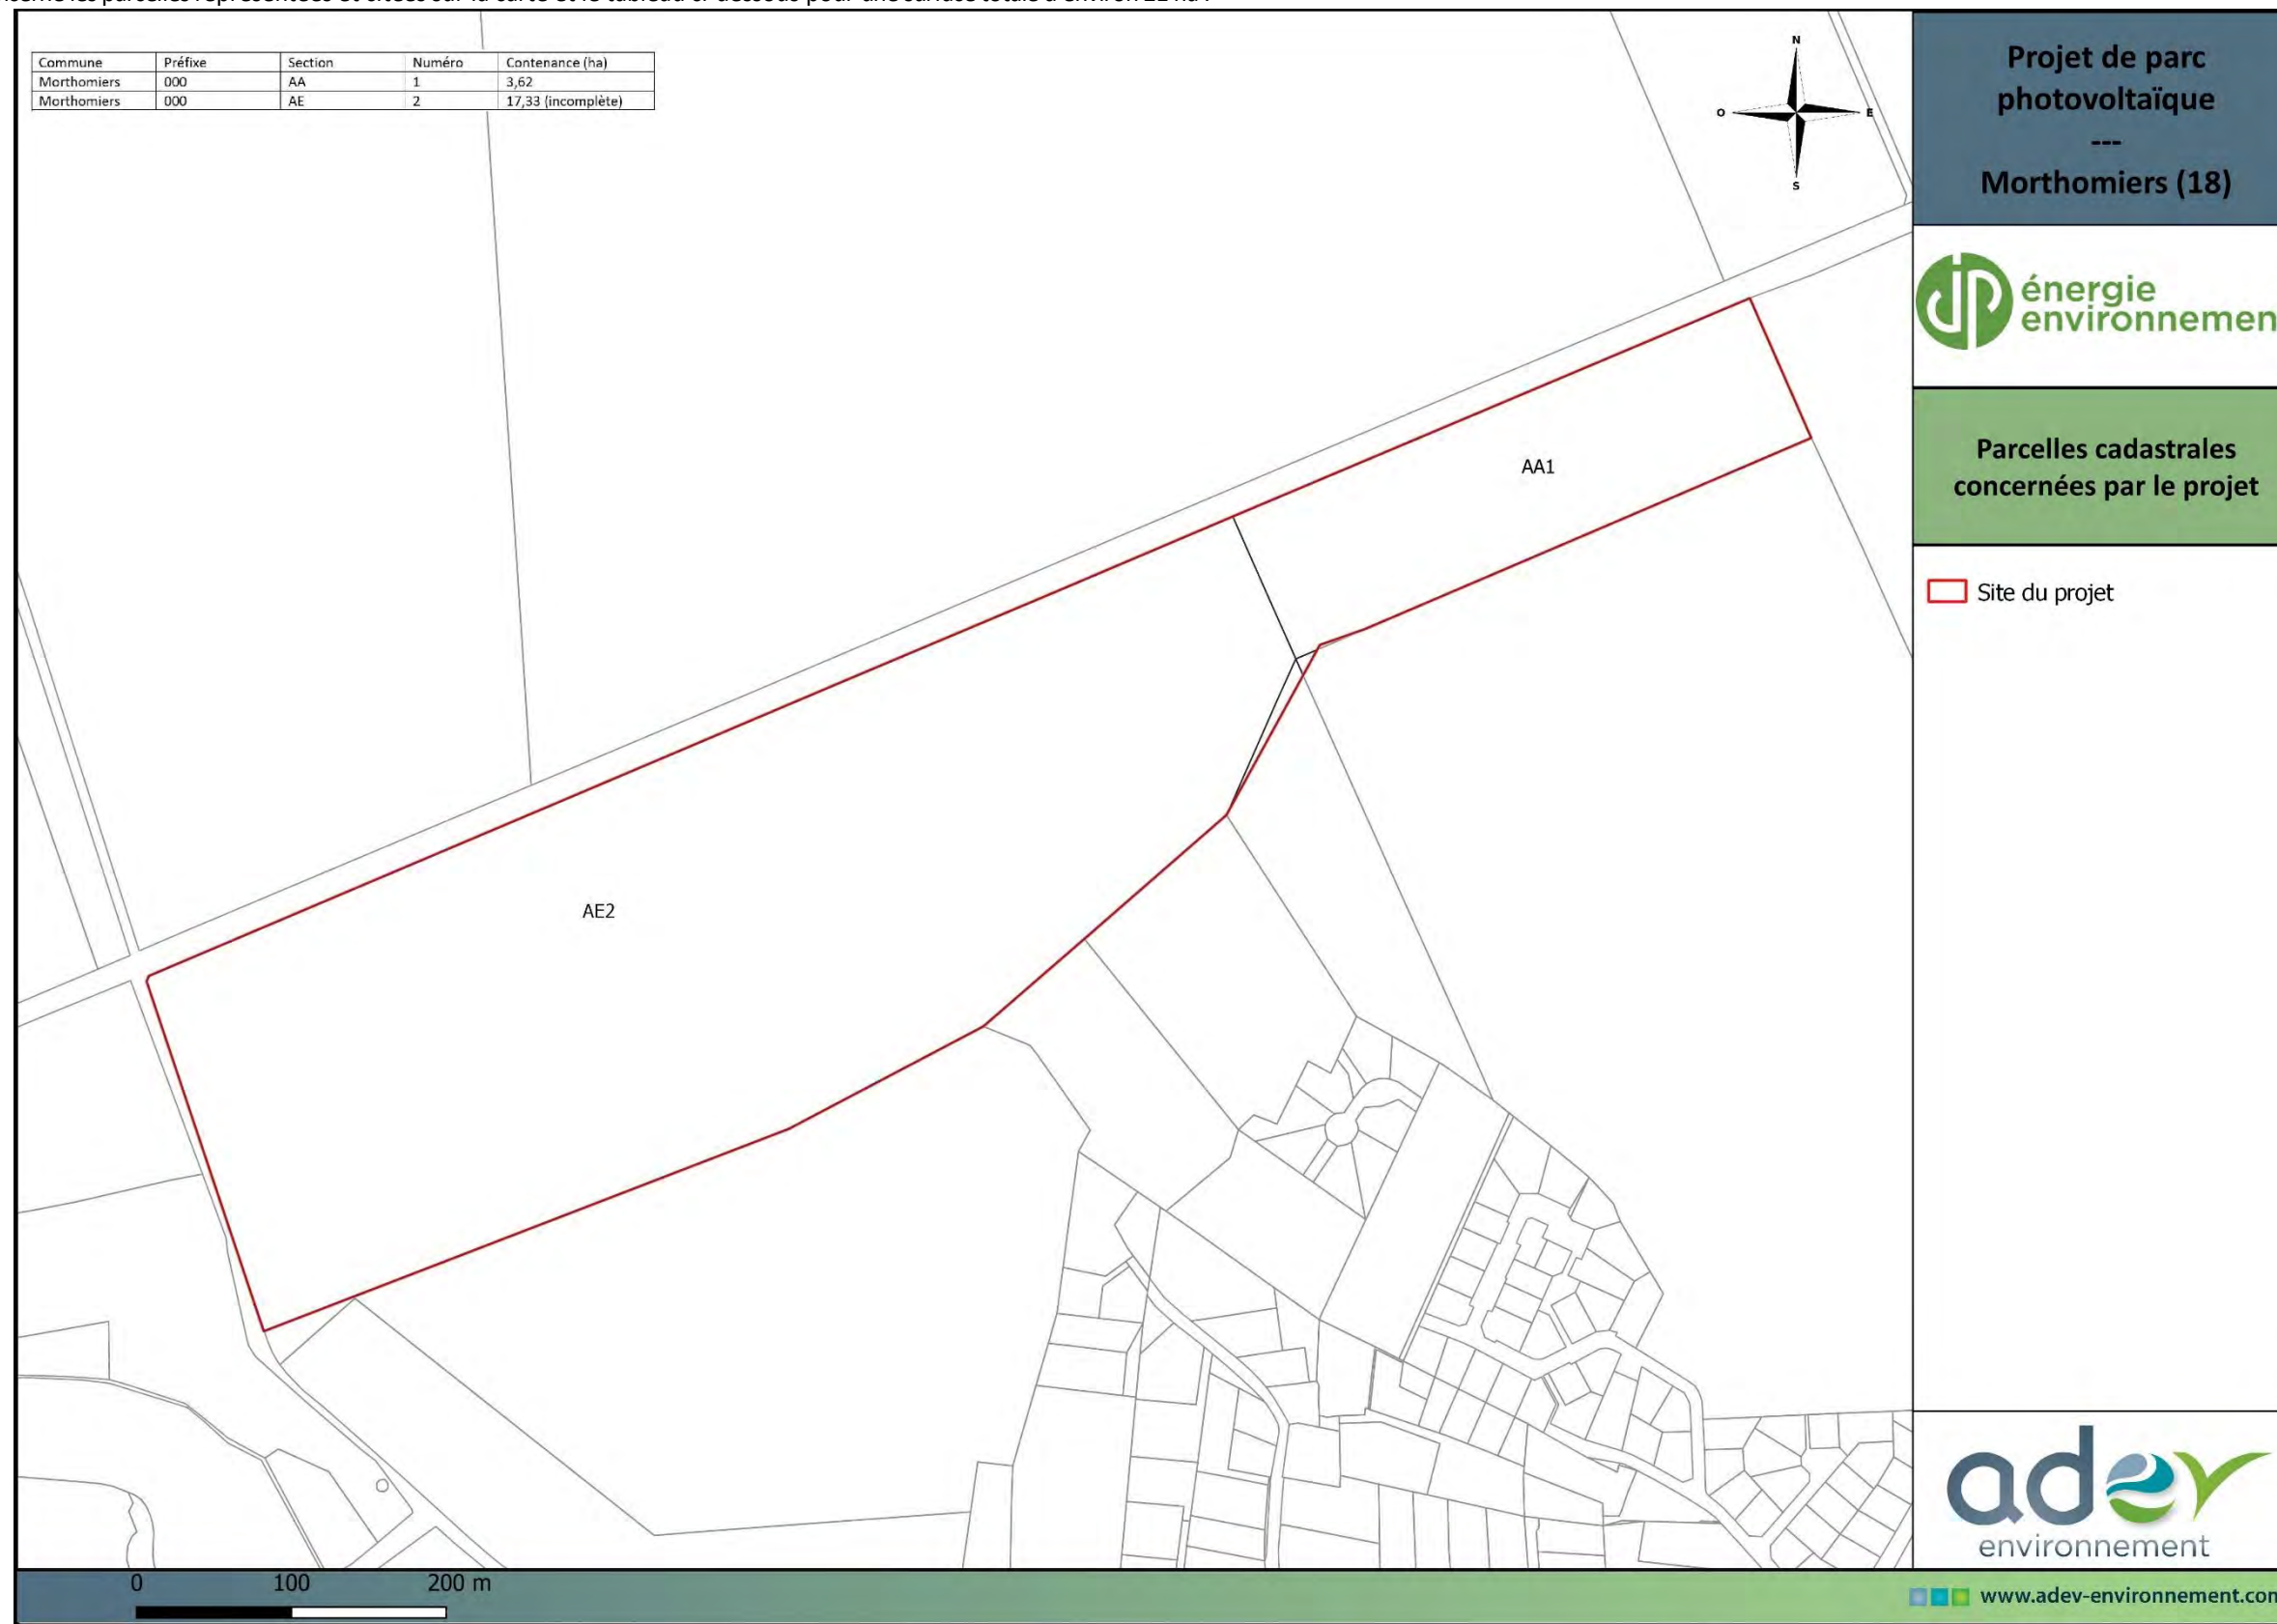 Commune Préfixe Section Numéro Contenance (ha)
Morthomiers 000 AA 1 3,62
Morthomiers 000 AE 2 17,33 (incomplète)
N
O E
S
AA1
AE2
Projet de parc
photovoltaïque
---
Morthomiers (18)
jp énergie
environnemen
Parcelles cadastrales
concernées par le projet
Site du projet
adev
environnement
0 100 200 m
www.adev-environnement.con